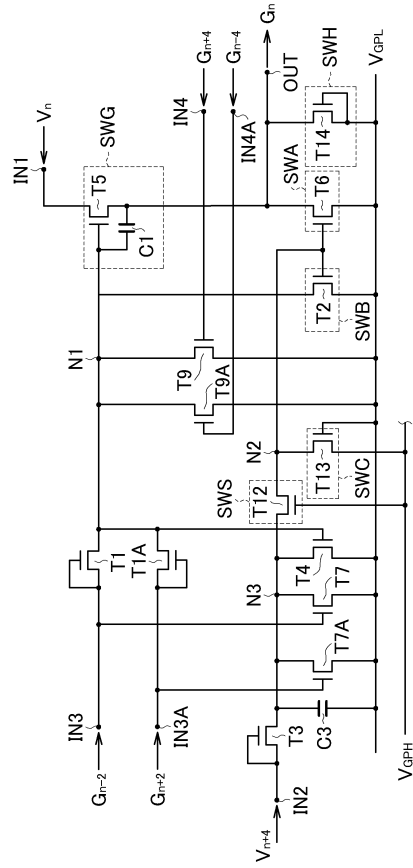 IN1
Vn
SWG
T5
C1
Gn+4
Gn-4
IN4
IN4A
Gn
OUT
SWH
T14
SWA
T6
T2
SWB
VGPL
N1
T9
T9A
N2
T13
SWC
SWS
T12
T1
T1A
T4
T7
N3
T7A
IN3
IN3A
Gn-2
Gn+2
T3
C3
IN2
Vn+4
VGPH